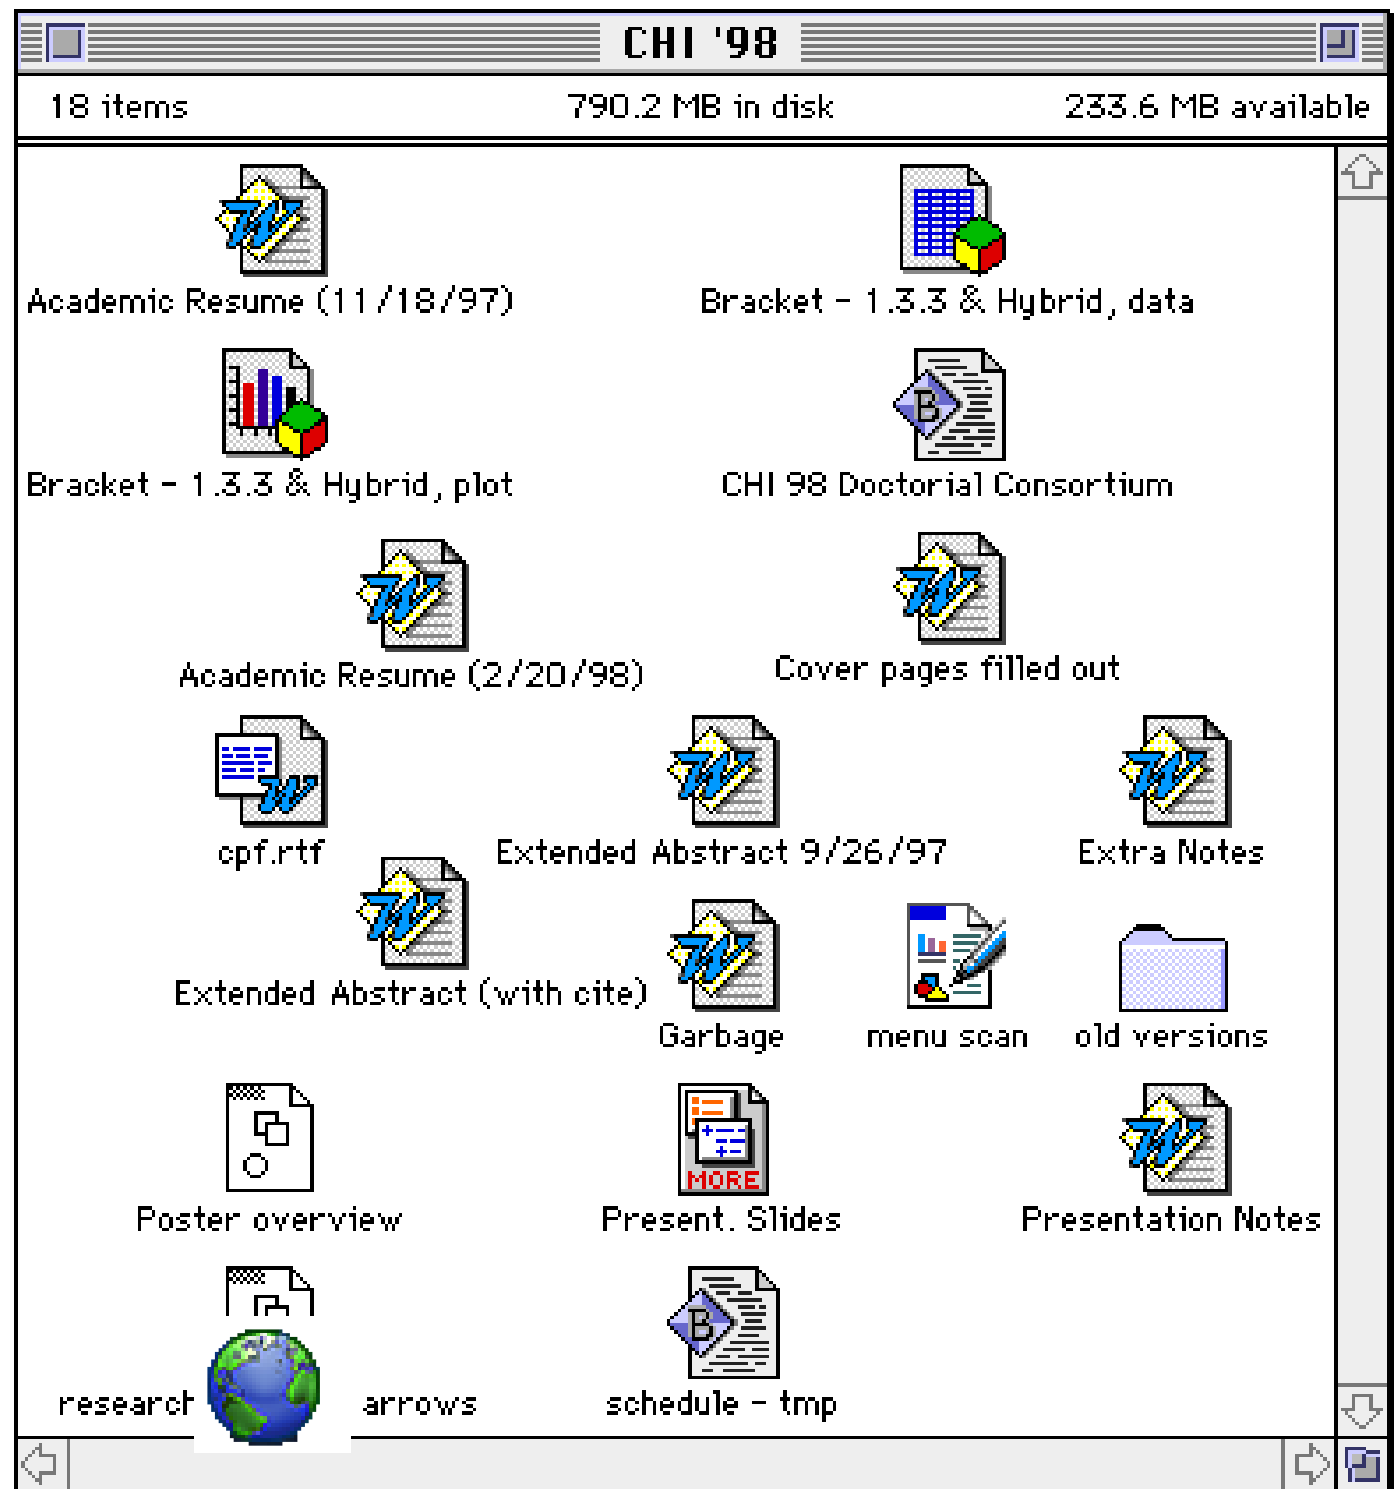 CHI '98
18 items 790.2 MB in disk 233.6 MB available
Academic Resume (11/18/97) Bracket - 1.3.3 & Hybrid, data
Bracket - 1.3.3 & Hybrid, plot CHI 98 Doctorial Consortium
Academic Resume (2/20/98) Cover pages filled out
cpf.rtf Extended Abstract 9/26/97 Extra Notes
Extended Abstract (with cite)
Garbage menu scan old versions
MORE
Poster overview Present. Slides Presentation Notes
research arrows schedule - tmp